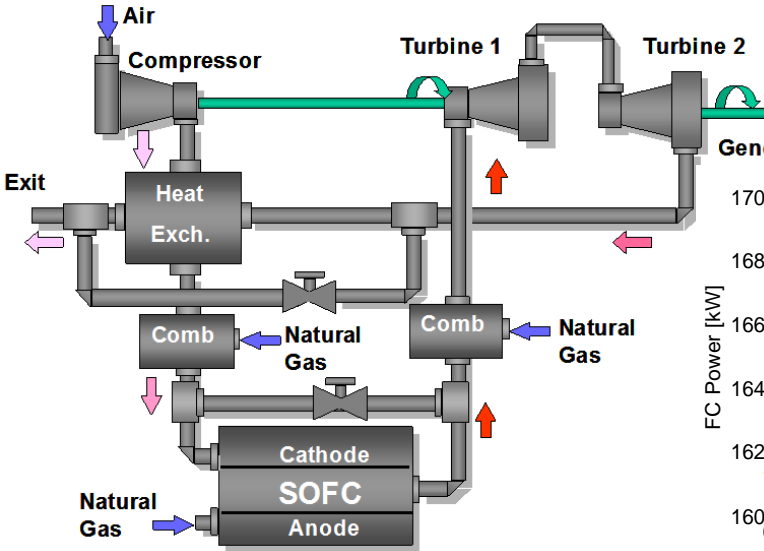 Air
Compressor
Turbine 1
Turbine 2
Gene
Exit
Heat
Exch.
170
168
166
164
162
160
FC Power [kW]
Comb
Natural
Gas
Comb
Natural
Gas
Cathode
SOFC
Anode
Natural
Gas